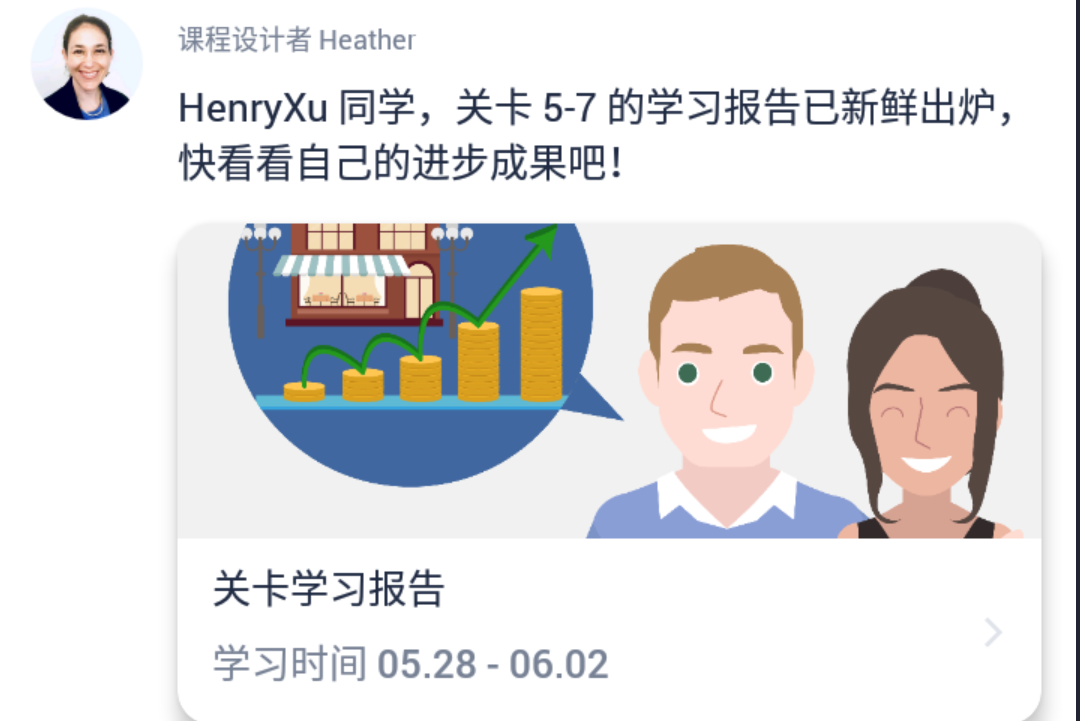 课程设计者 Heather
HenryXu 同学，关卡 5-7 的学习报告已新鲜出炉，
快看看自己的进步成果吧！
关卡学习报告
学习时间 05.28 - 06.02